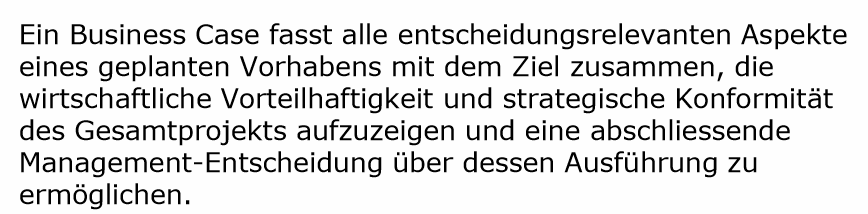 Ein Business Case fasst alle entscheidungsrelevanten Aspekte
eines geplanten Vorhabens mit dem Ziel zusammen, die
wirtschaftliche Vorteilhaftigkeit und strategische Konformität
des Gesamtprojekts aufzuzeigen und eine abschliessende
Management-Entscheidung über dessen Ausführung zu
ermöglichen.